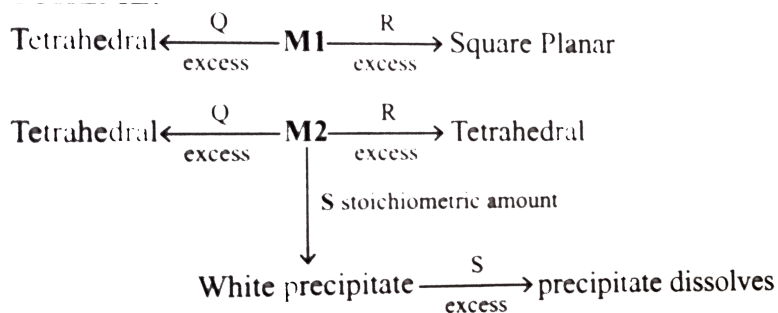 Q R
Tetrahedral M1 Square Planar
excess excess
Q R
Tetrahedral M2 Tetrahedral
excess excess
S stoichiometric amount
S
White precipitate precipitate dissolves
excess